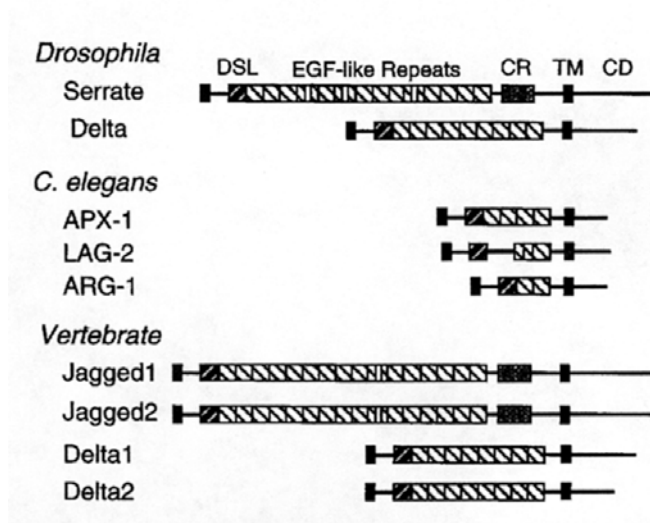 Drosophila
DSL EGF-like Repeats CR TM CD
Serrate
Delta
C. elegans
APX-1
LAG-2
ARG-1
Vertebrate
Jagged1
Jagged2
Delta1
Delta2